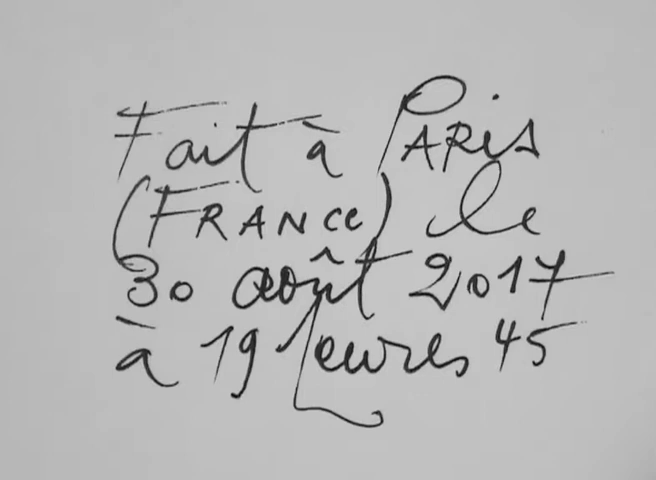 Fait à PARis
(FRANce) le
30 août 2017
à 19 heures 45